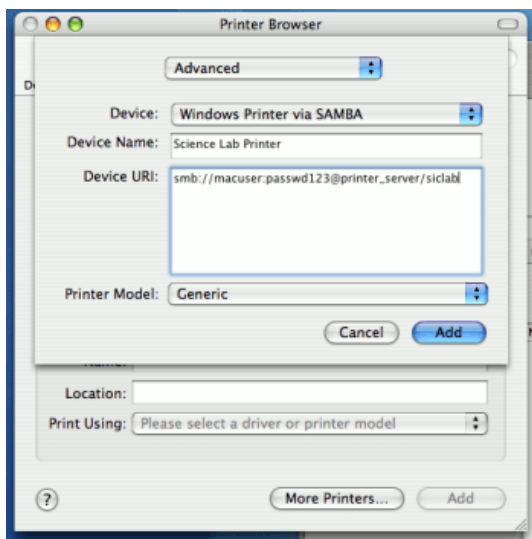 Printer Browser
Advanced
Device: Windows Printer via SAMBA
Device Name: Science Lab Printer
Device URI: smb://macuser:passwd123@printer_server/siclab
Printer Model: Generic
Cancel Add
Name:
Location:
Print Using: Please select a driver or printer model
? More Printers... Add